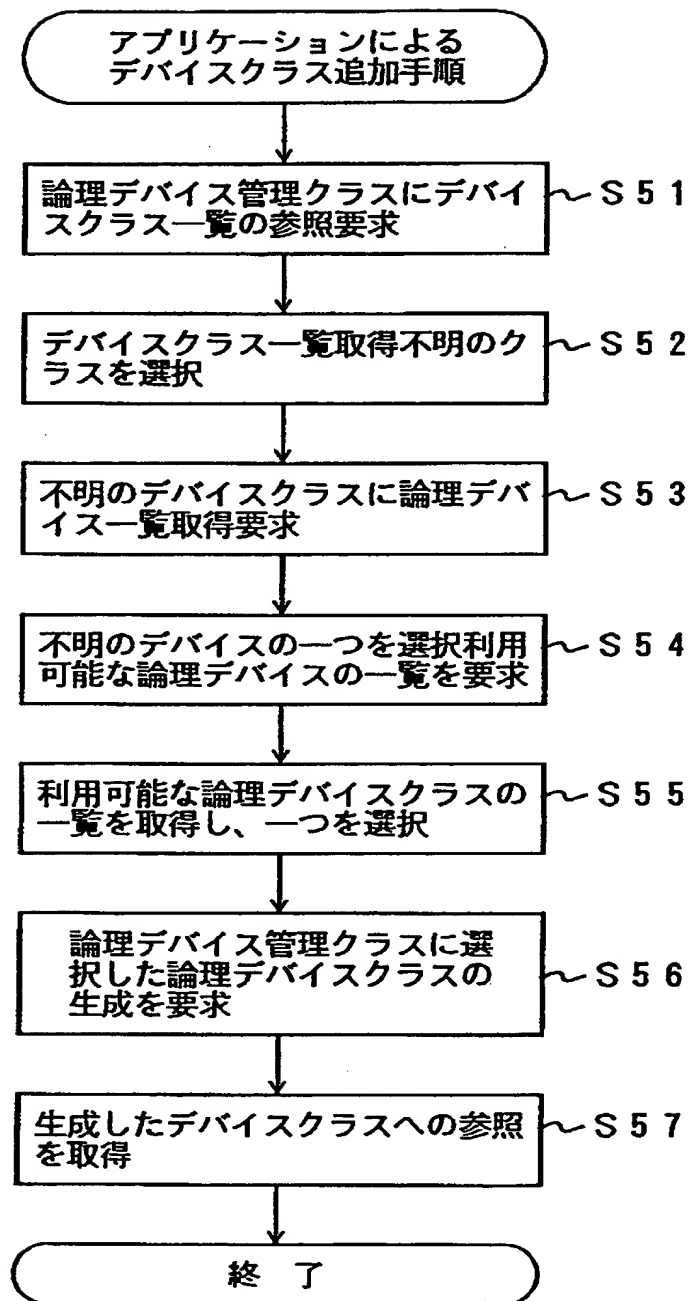 アプリケーションによる
デバイスクラス追加手順
論理デバイス管理クラスにデバイ
スクラス一覧の参照要求
S51
デバイスクラス一覧取得不明のク
ラスを選択
S52
不明のデバイスクラスに論理デバ
イス一覧取得要求
S53
不明のデバイスの一つを選択利用
可能な論理デバイスの一覧を要求
S54
利用可能な論理デバイスクラスの
一覧を取得し、一つを選択
S55
論理デバイス管理クラスに選
択した論理デバイスクラスの
生成を要求
S56
生成したデバイスクラスへの参照
を取得
S57
終 了